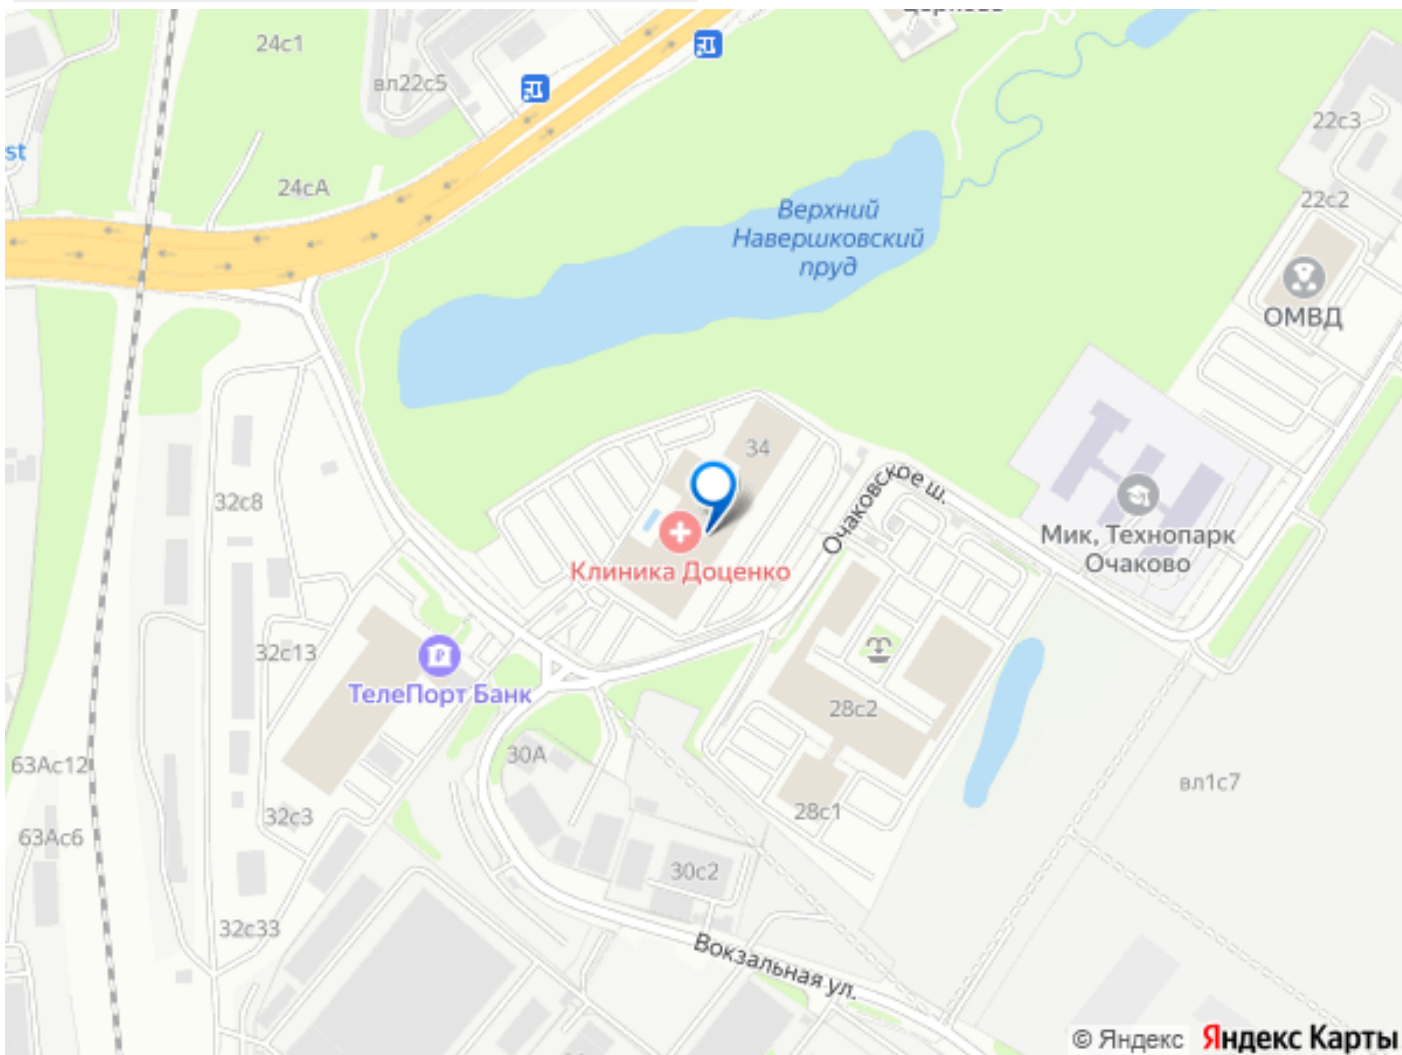 24с1
вл22с5
22с3
st
24сА
22с2
Верхний
Навершковский
пруд
ОМВД
34
32с8
Очаковское ш.
Мик, Технопарк
Очаково
Клиника Доценко
32с13
ТелеПорт Банк
28с2
30А
63Ас12
вл1с7
28с1
32с3
63Ас6
30с2
32с33
Вокзальная ул.
© Яндекс Яндекс Карты